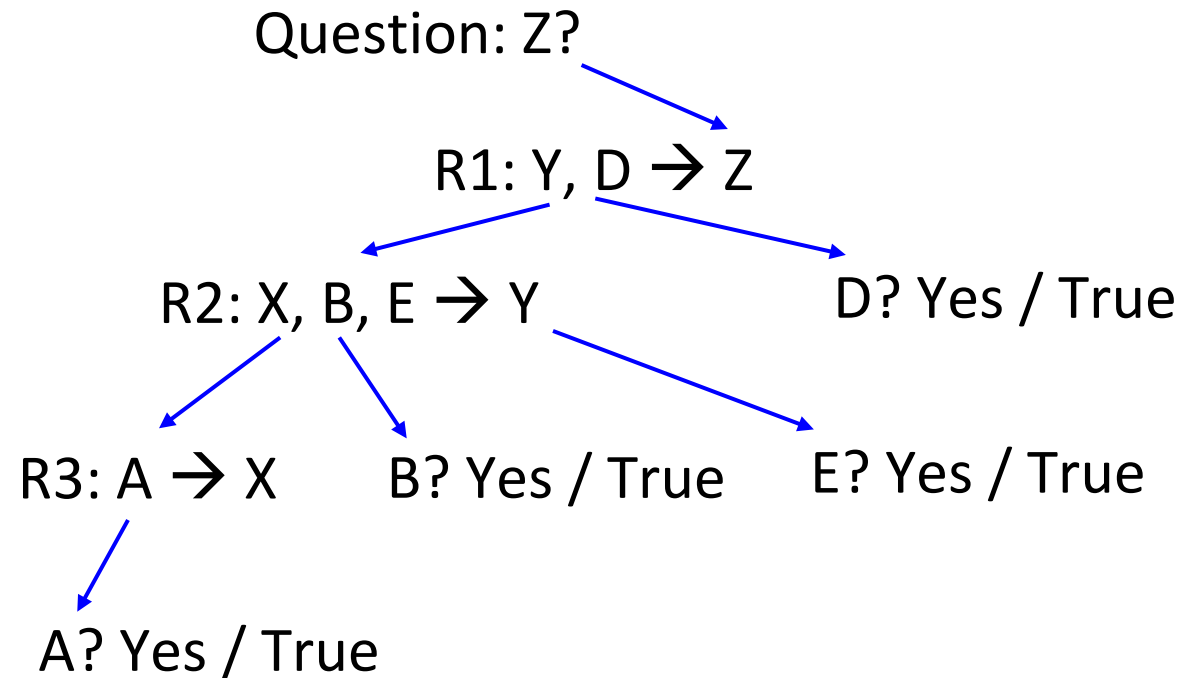 Question: Z?
R1: Y, D → Z
R2: X, B, E → Y
D? Yes / True
R3: A → X
B? Yes / True
E? Yes / True
A? Yes / True